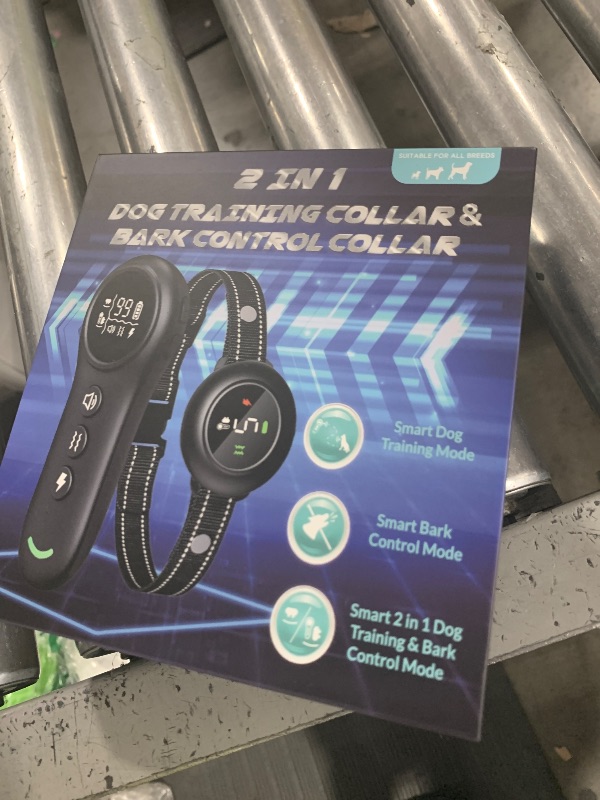 SUITABLE FOR ALL BREEDS
2 IN 1
DOG TRAINING COLLAR &
BARK CONTROL COLLAR
99
Smart Dog
Training Mode
Smart Bark
Control Mode
Smart 2 in 1 Dog
Training & Bark
Control Mode